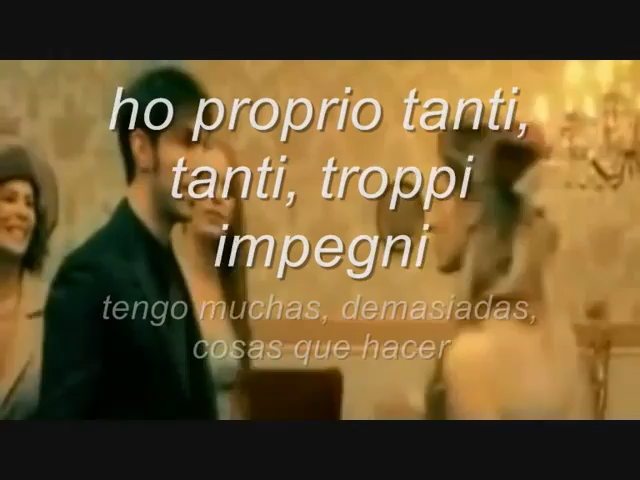 ho proprio tanti,
tanti, troppi
impegni
tengo muchas, demasiadas,
cosas que hacer